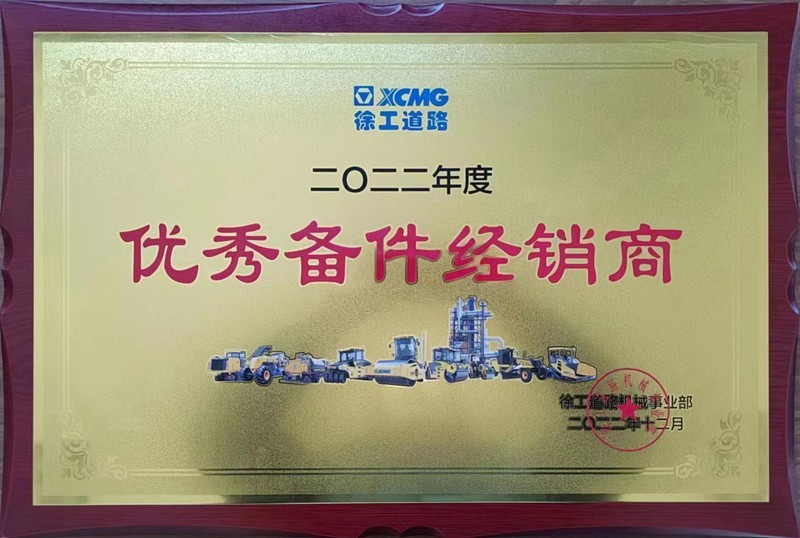 XCMG
徐工道路
二〇二二年度
优秀备件经销商
徐工道路机械事业部
二〇二二年十二月